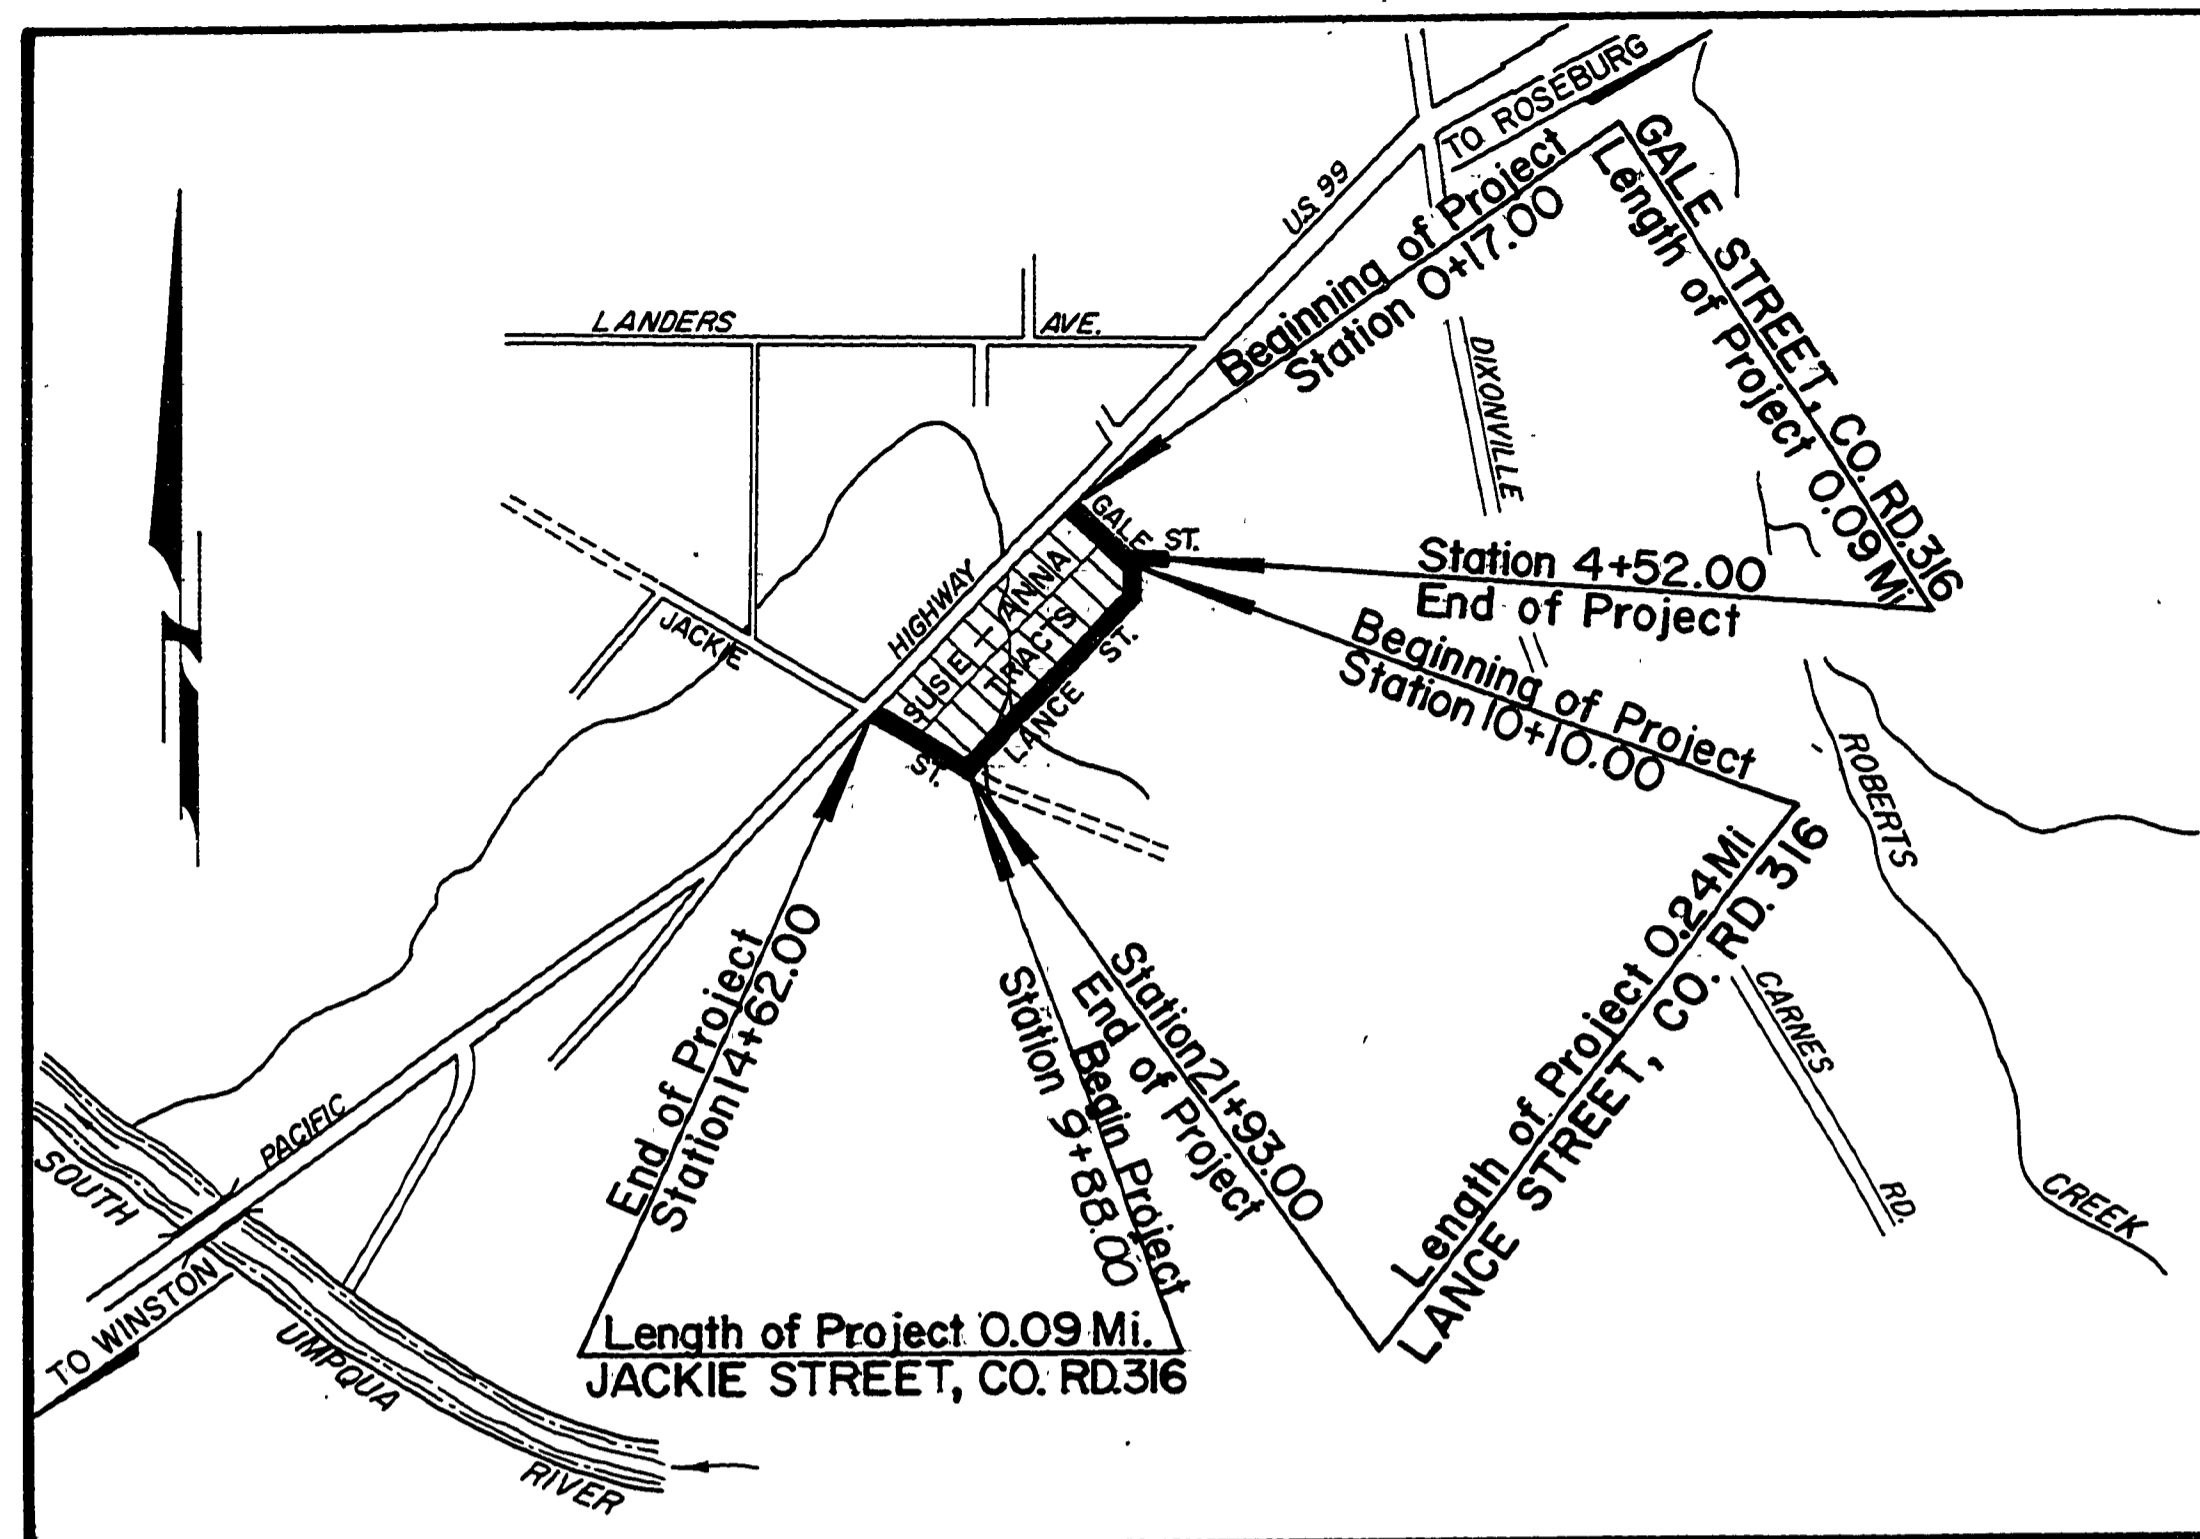 TO ROSEBURG
U.S. 99
GALE STREET, CO. RD. 316
Length of Project 0.09 Mi.
Beginning of Project
Station 0+17.00
LANDERS AVE.
DIXONVILLE
GALE ST.
Station 4+52.00
End of Project
HIGHWAY
SUSIE-ANNA
TRACTS
JACKIE ST.
LANCE ST.
Beginning of Project
Station 10+10.00
ROBERTS CREEK
Length of Project 0.24 Mi
LANCE STREET, CO. RD. 316
CARNES RD.
End of Project
Station 14+62.00
Station 21+93.00
End of Project
Begin Project
Station 9+88.00
Length of Project 0.09 Mi.
JACKIE STREET, CO. RD.316
PACIFIC
SOUTH UMPQUA RIVER
TO WINSTON